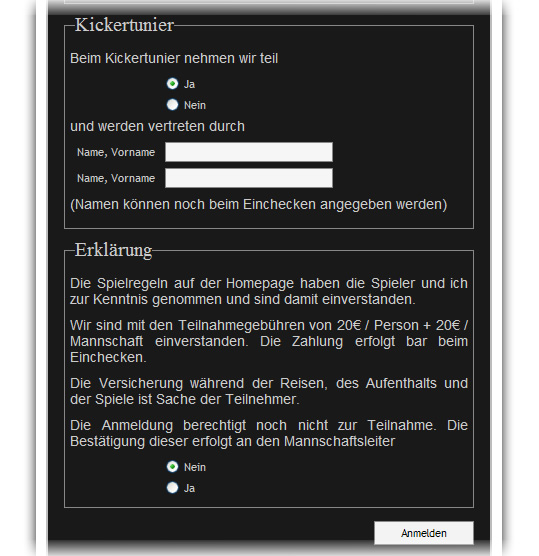 Kickertunier
Beim Kickertunier nehmen wir teil
Ja
Nein
und werden vertreten durch
Name, Vorname
Name, Vorname
(Namen können noch beim Einchecken angegeben werden)
Erklärung
Die Spielregeln auf der Homepage haben die Spieler und ich
zur Kenntnis genommen und sind damit einverstanden.
Wir sind mit den Teilnahmegebühren von 20€ / Person + 20€ /
Mannschaft einverstanden. Die Zahlung erfolgt bar beim
Einchecken.
Die Versicherung während der Reisen, des Aufenthalts und
der Spiele ist Sache der Teilnehmer.
Die Anmeldung berechtigt noch nicht zur Teilnahme. Die
Bestätigung dieser erfolgt an den Mannschaftsleiter
Nein
Ja
Anmelden